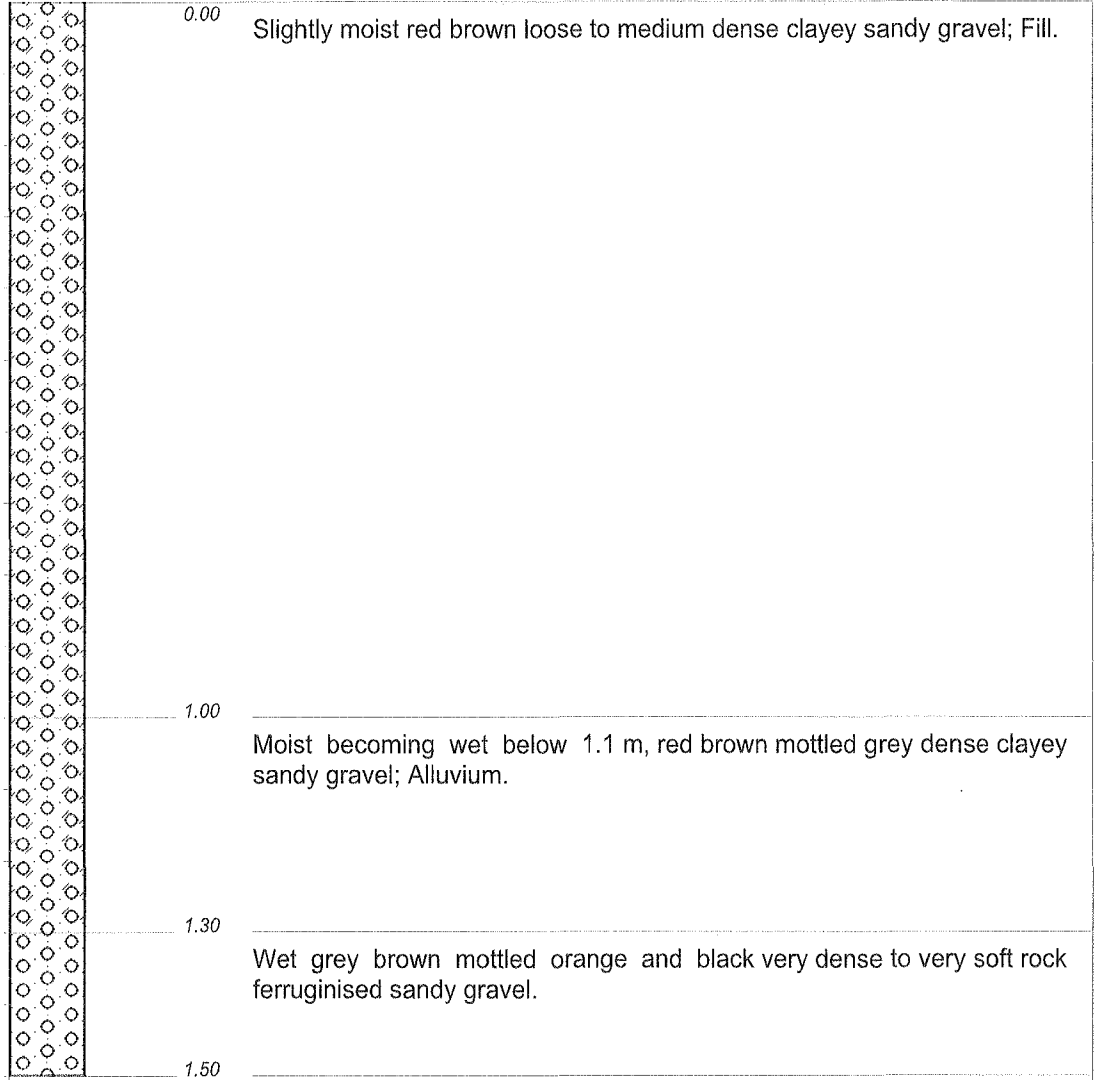 0.00
Slightly moist red brown loose to medium dense clayey sandy gravel; Fill.
1.00
Moist becoming wet below 1.1 m, red brown mottled grey dense clayey
sandy gravel; Alluvium.
1.30
Wet grey brown mottled orange and black very dense to very soft rock
ferruginised sandy gravel.
1.50